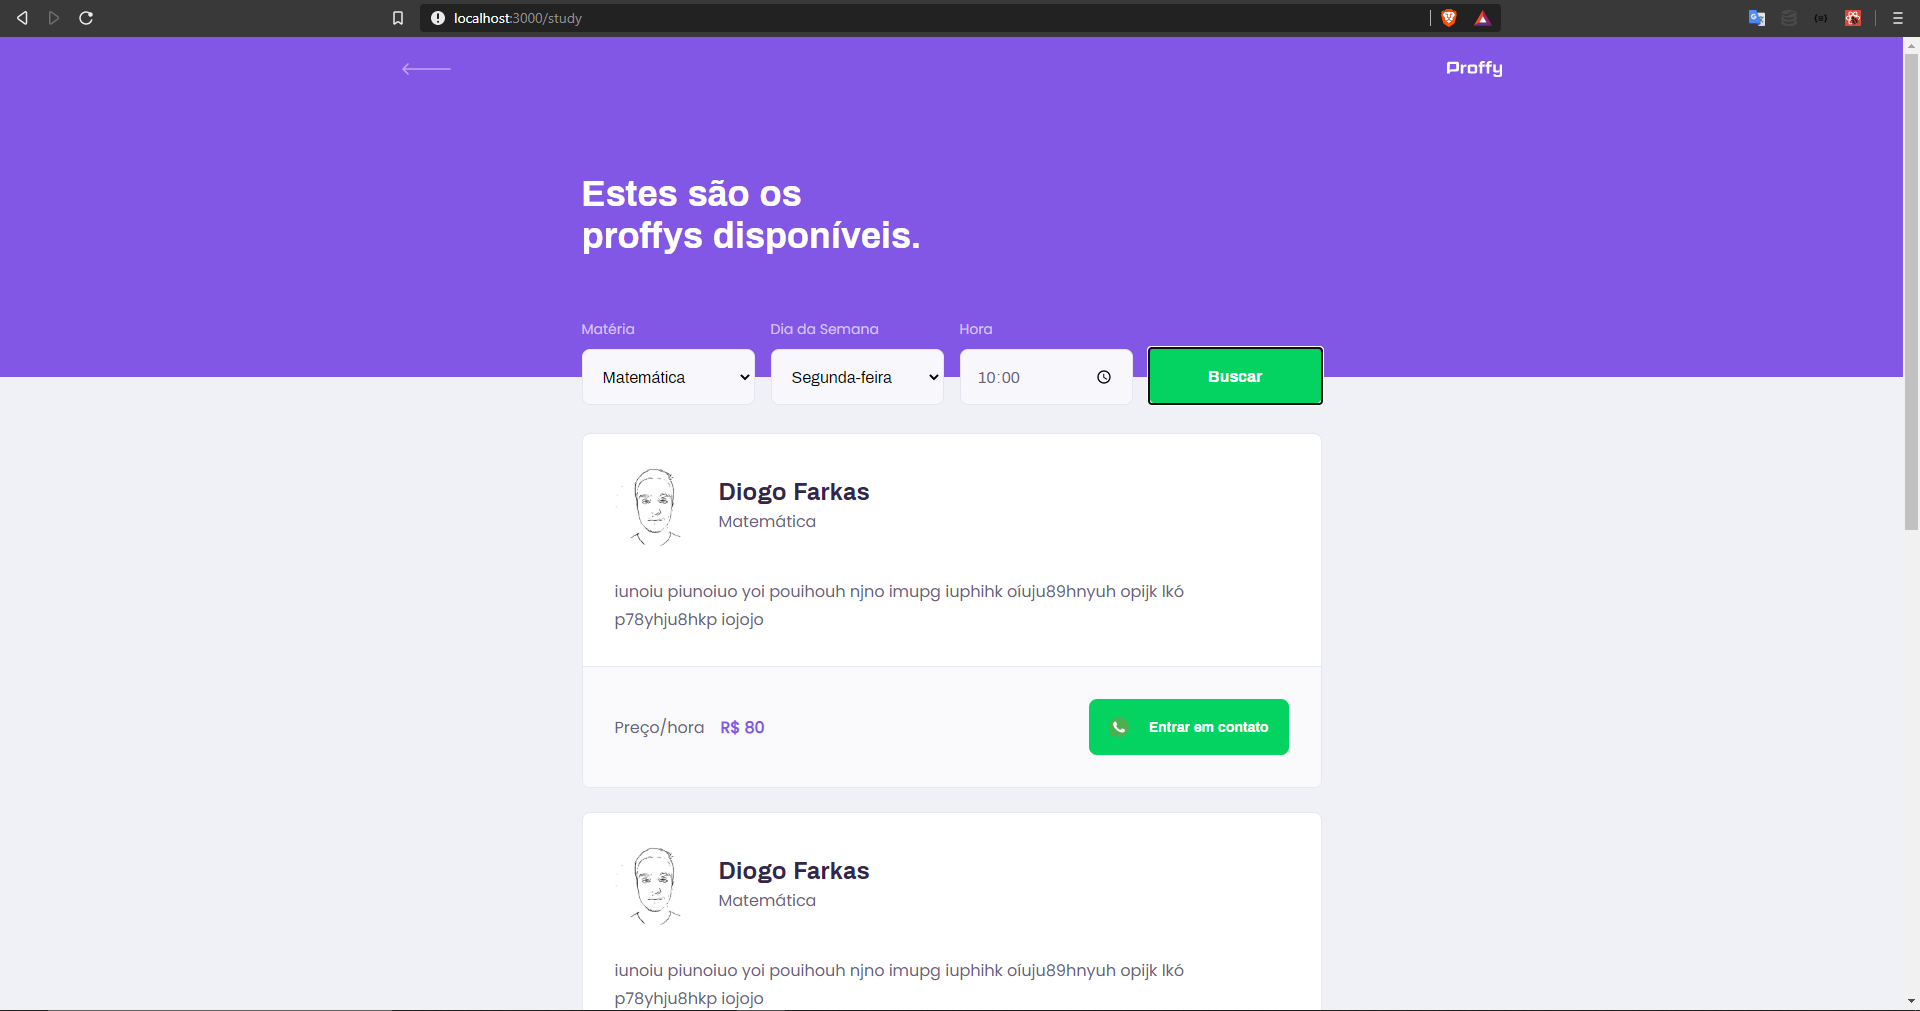 localhost:3000/study
Proffy
Estes são os
proffys disponíveis.
Matéria
Dia da Semana
Hora
Matemática
Segunda-feira
10:00
Buscar
Diogo Farkas
Matemática
iunoiu piunoiuo yoi pouihouh njno imupg iuphihk oíuju89hnyuh opijk lkó
p78yhju8hkp iojojo
Preço/hora R$ 80
Entrar em contato
Diogo Farkas
Matemática
iunoiu piunoiuo yoi pouihouh njno imupg iuphihk oíuju89hnyuh opijk lkó
p78yhju8hkp iojojo